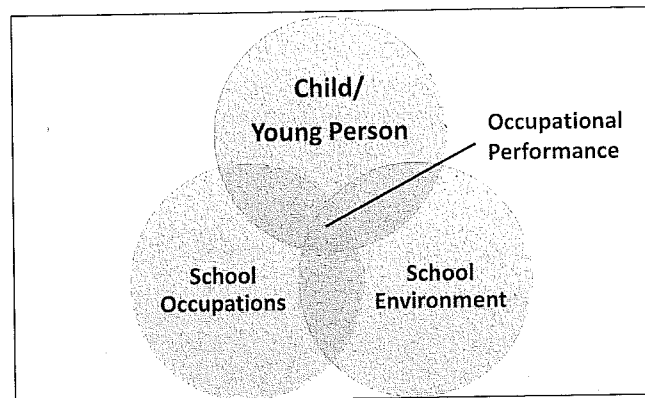 Child/
Young Person
Occupational
Performance
School
Occupations
School
Environment